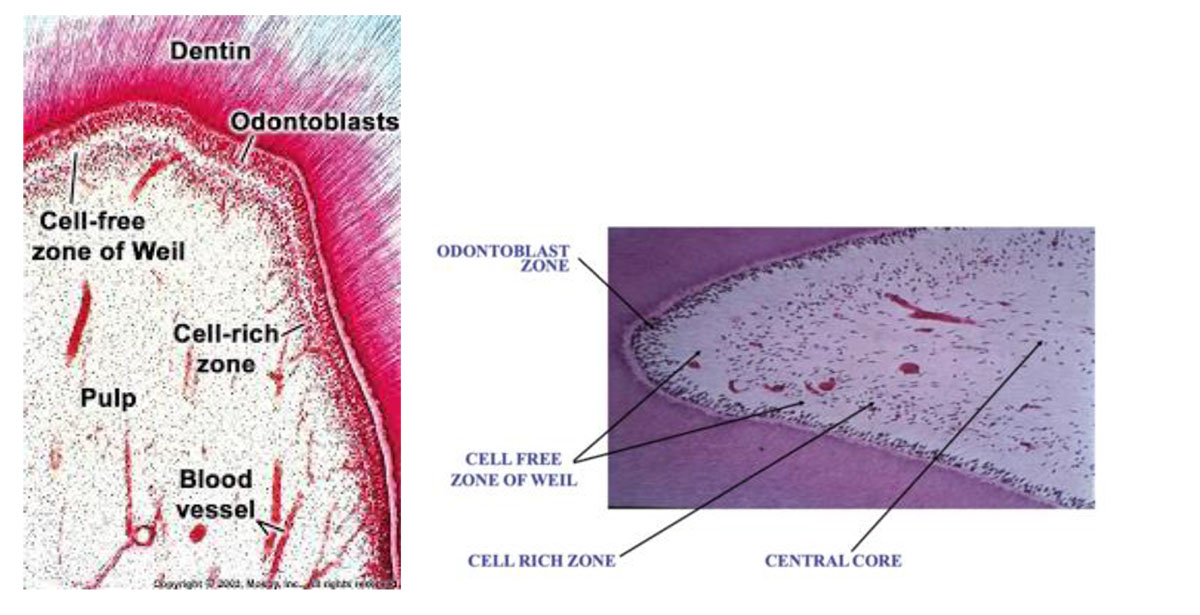 Dentin
Odontoblasts
Cell-free
zone of Weil
Cell-rich
zone
Pulp
Blood
vessel
Copyright © 2002, Mosby, Inc., All rights reserved.
ODONTOBLAST
ZONE
CELL FREE
ZONE OF WEIL
CELL RICH ZONE
CENTRAL CORE